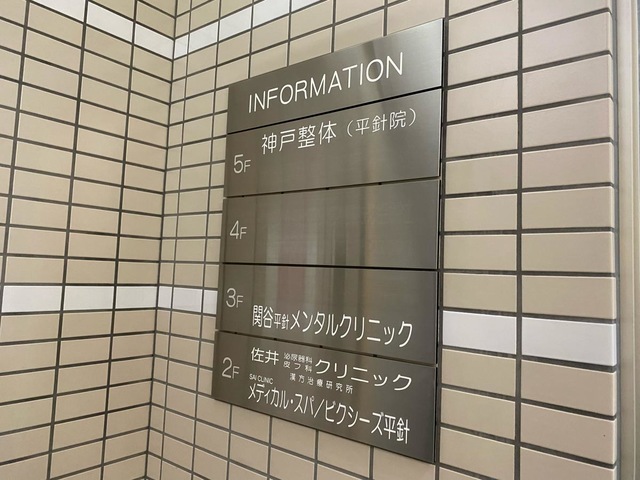 INFORMATION
5F 神戸整体（平針院）
4F
3F 関谷平針メンタルクリニック
2F 佐井 泌尿器科 皮フ科 クリニック
SAI CLINIC 漢方治療研究所
メディカル・スパ/ピクシーズ平針